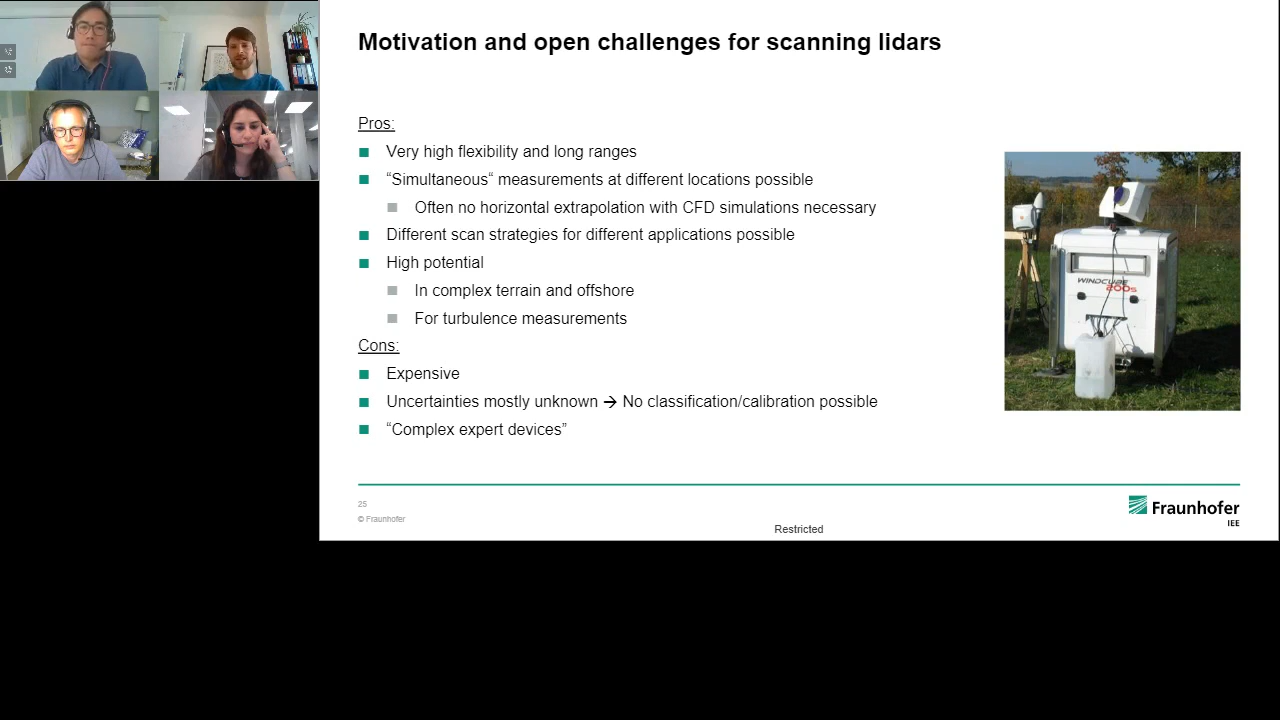 Motivation and open challenges for scanning lidars
Pros:
Very high flexibility and long ranges
“Simultaneous“ measurements at different locations possible
Often no horizontal extrapolation with CFD simulations necessary
Different scan strategies for different applications possible
High potential
In complex terrain and offshore
For turbulence measurements
Cons:
Expensive
Uncertainties mostly unknown → No classification/calibration possible
“Complex expert devices”
WINDCUBE
200S
25
© Fraunhofer
Restricted
Fraunhofer
IEE